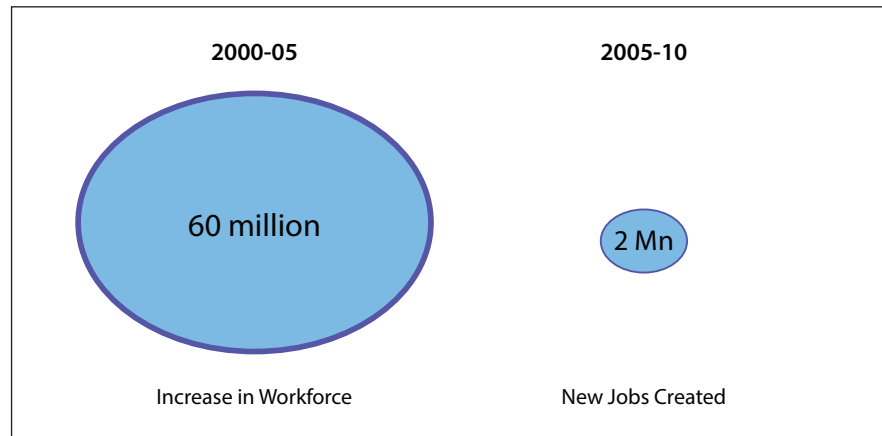 2000-05
2005-10
60 million
2 Mn
Increase in Workforce
New Jobs Created